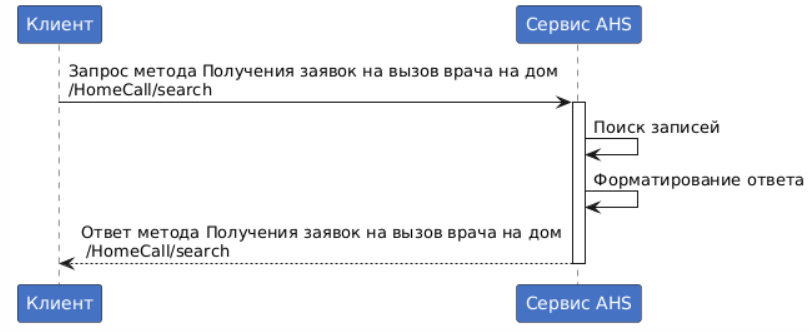 Клиент
Сервис AHS
Запрос метода Получения заявок на вызов врача на дом
/HomeCall/search
Поиск записей
Форматирование ответа
Ответ метода Получения заявок на вызов врача на дом
/HomeCall/search
Клиент
Сервис AHS